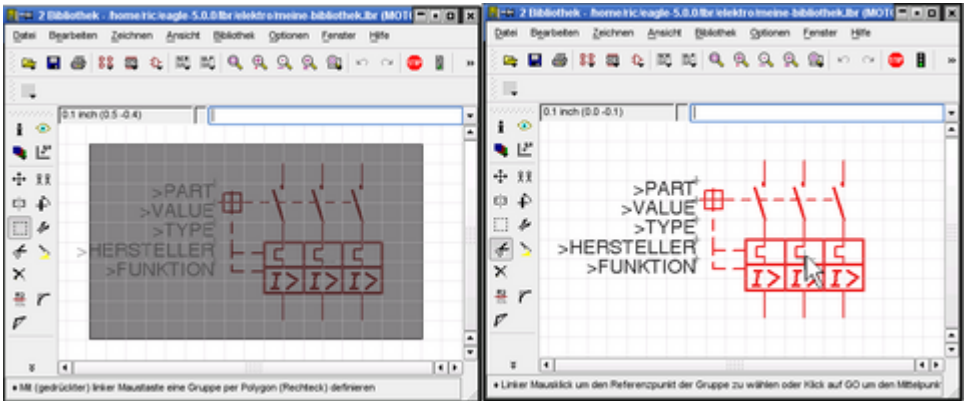 2 Bibliothek - /home/ric/eagle-5.0.0/lbr/elektro/meine-bibliothek.lbr (MOT
Datei Bearbeiten Zeichnen Ansicht Bibliothek Optionen Fenster Hilfe
0.1 inch (0.5 -0.4)
>PART
>VALUE
>TYPE
>HERSTELLER
>FUNKTION
I> I> I>
Mit (gedrückter) linker Maustaste eine Gruppe per Polygon (Rechteck) definieren
2 Bibliothek - /home/ric/eagle-5.0.0/lbr/elektro/meine-bibliothek.lbr (MOT
Datei Bearbeiten Zeichnen Ansicht Bibliothek Optionen Fenster Hilfe
0.1 inch (0.0 -0.1)
>PART
>VALUE
>TYPE
>HERSTELLER
>FUNKTION
I> I> I>
Linker Mausklick um den Referenzpunkt der Gruppe zu wählen oder Klick auf GO um den Mittelpunk